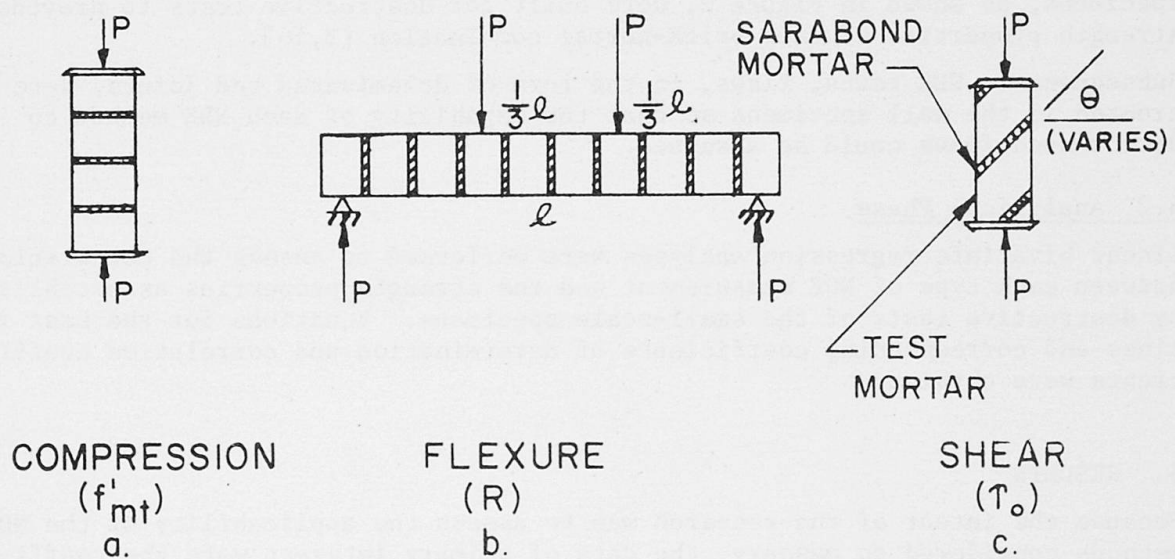 P
P
P
SARABOND
MORTAR
P
1/3 ℓ
1/3 ℓ
θ
(VARIES)
ℓ
P
P
P
P
TEST
MORTAR
COMPRESSION
(f'mt)
a.
FLEXURE
(R)
b.
SHEAR
(τo)
c.